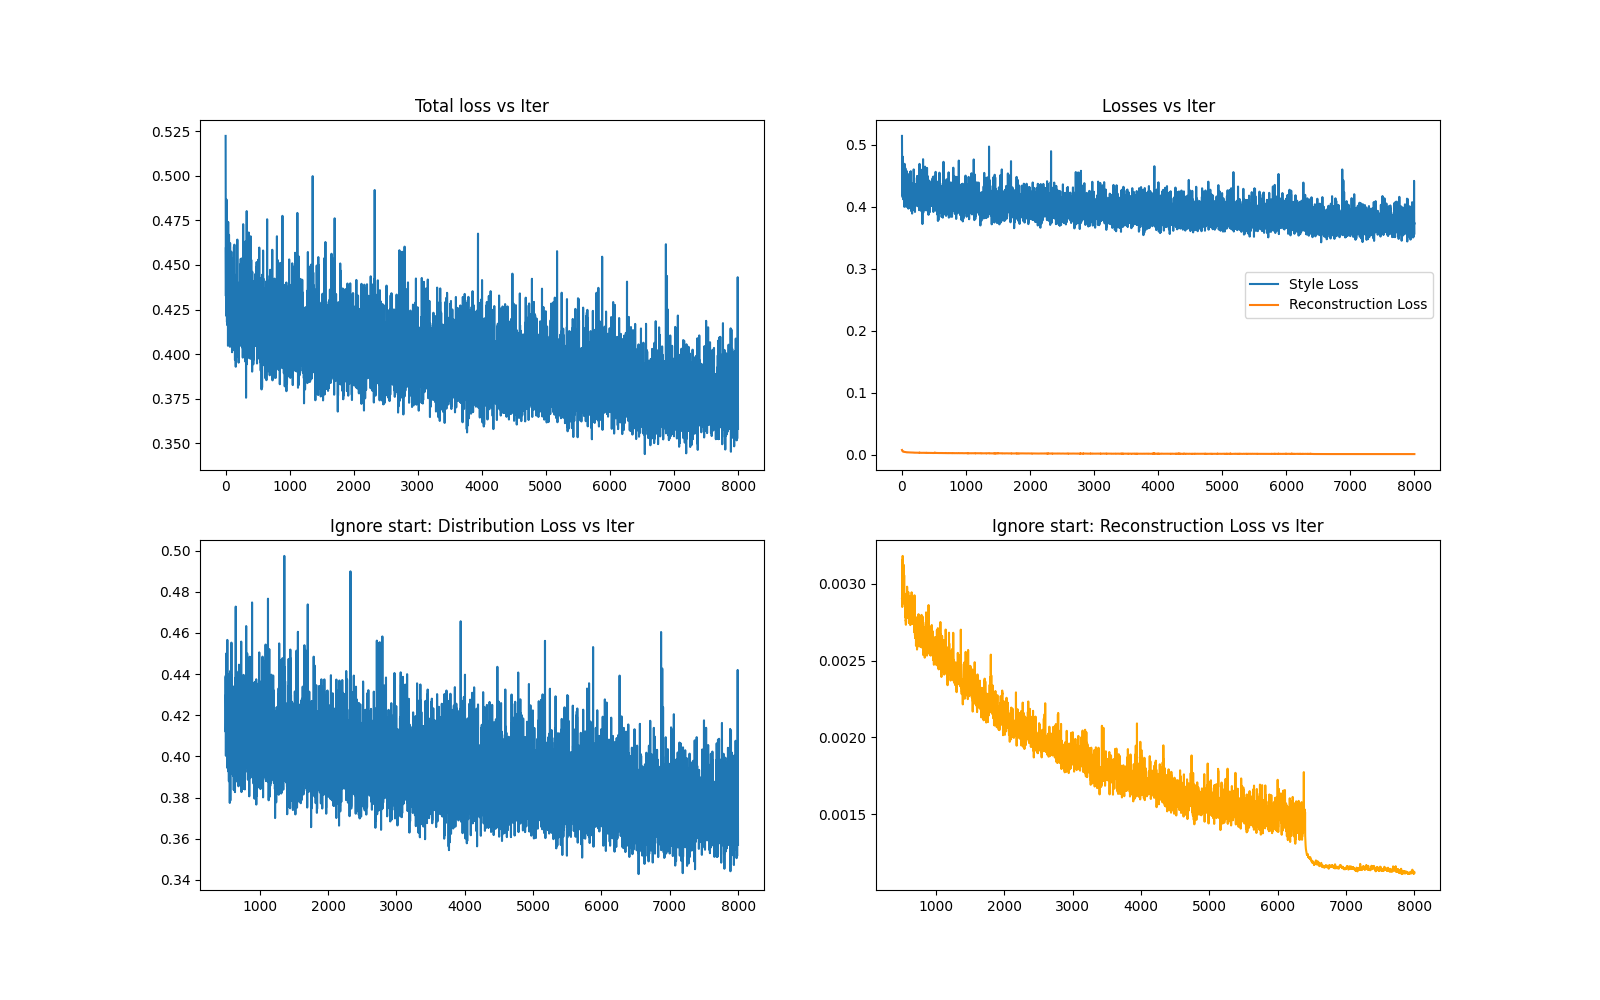 Total loss vs Iter
0.525
0.500
0.475
0.450
0.425
0.400
0.375
0.350
0 1000 2000 3000 4000 5000 6000 7000 8000
Losses vs Iter
0.5
0.4
0.3
0.2
0.1
0.0
Style Loss
Reconstruction Loss
0 1000 2000 3000 4000 5000 6000 7000 8000
Ignore start: Distribution Loss vs Iter
0.50
0.48
0.46
0.44
0.42
0.40
0.38
0.36
0.34
1000 2000 3000 4000 5000 6000 7000 8000
Ignore start: Reconstruction Loss vs Iter
0.0030
0.0025
0.0020
0.0015
1000 2000 3000 4000 5000 6000 7000 8000